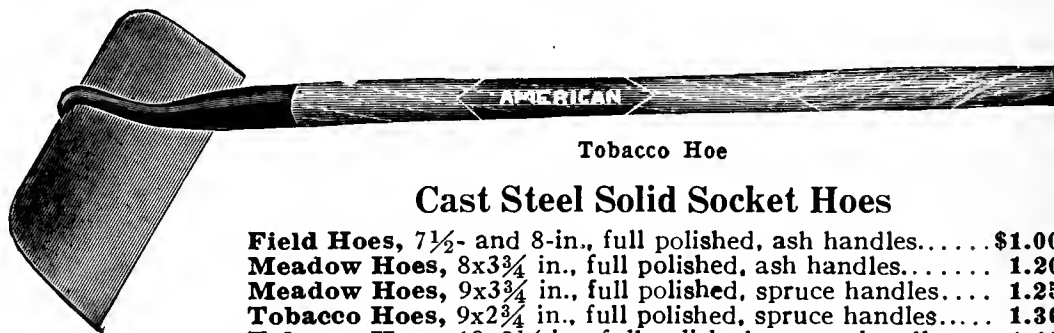 AMERICAN
Tobacco Hoe
Cast Steel Solid Socket Hoes
Field Hoes, 7½- and 8-in., full polished, ash handles......$1.00
Meadow Hoes, 8x3¾ in., full polished, ash handles....... 1.20
Meadow Hoes, 9x3¾ in., full polished, spruce handles.... 1.25
Tobacco Hoes, 9x2¾ in., full polished, spruce handles..... 1.30